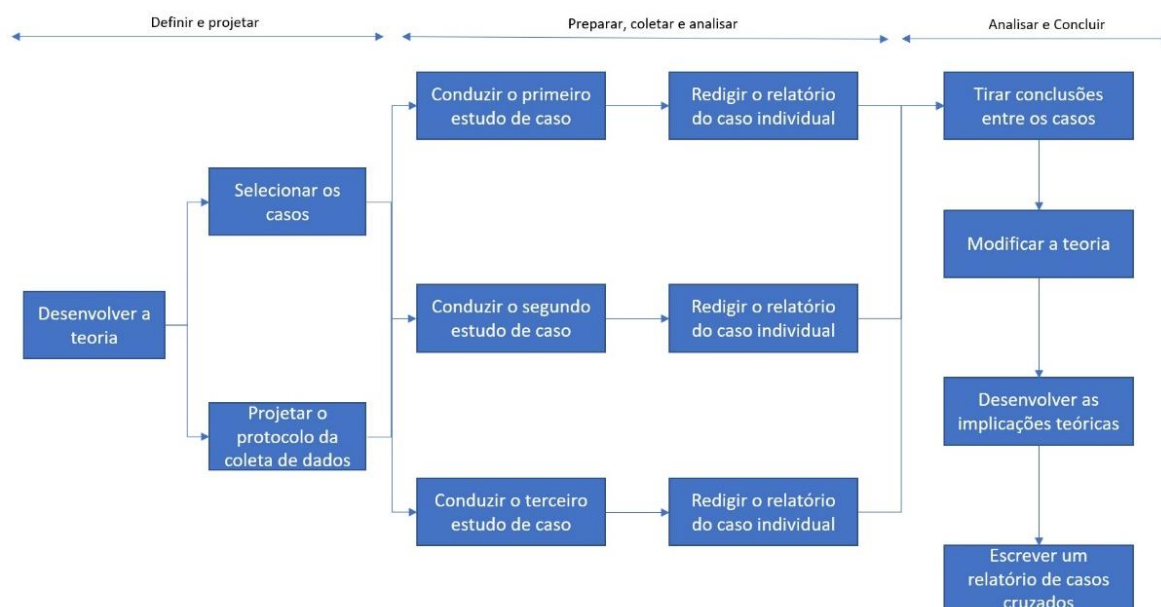 Definir e projetar
Preparar, coletar e analisar
Analisar e Concluir
Desenvolver a
teoria
Selecionar os
casos
Projetar o
protocolo da
coleta de dados
Conduzir o primeiro
estudo de caso
Redigir o relatório
do caso individual
Conduzir o segundo
estudo de caso
Redigir o relatório
do caso individual
Conduzir o terceiro
estudo de caso
Redigir o relatório
do caso individual
Tirar conclusões
entre os casos
Modificar a teoria
Desenvolver as
implicações teóricas
Escrever um
relatório de casos
cruzados